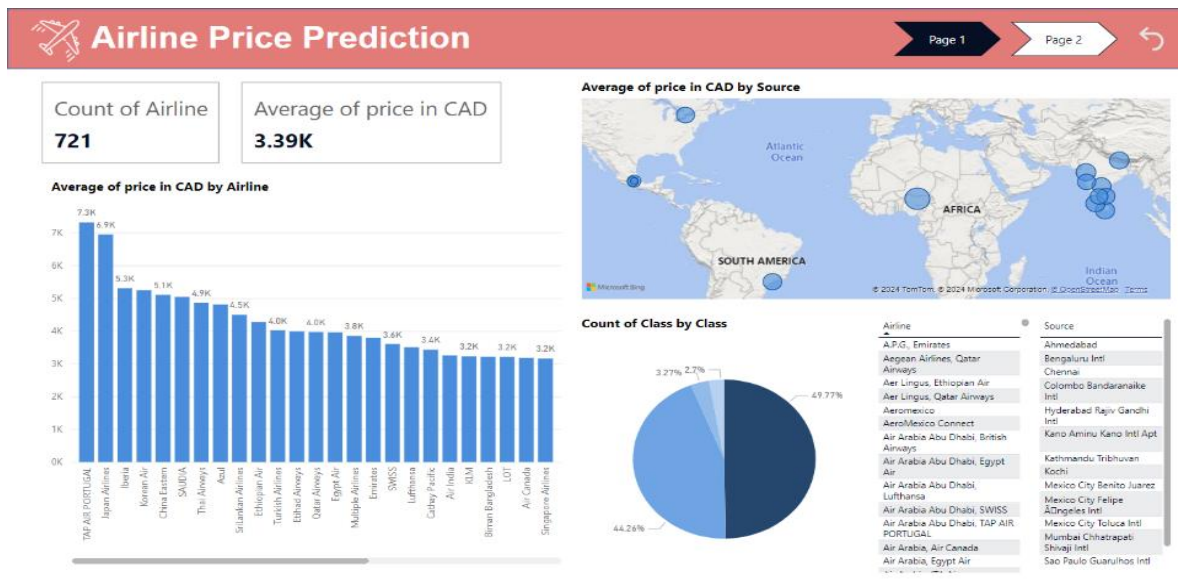 Airline Price Prediction
Page 1
Page 2
Count of Airline
721
Average of price in CAD
3.39K
Average of price in CAD by Airline
7.3K
6.9K
5.3K
5.1K
4.9K
4.5K
4.0K
4.0K
3.8K
3.6K
3.4K
3.2K
3.2K
3.2K
7K
6K
5K
4K
3K
2K
1K
0K
TAP AIR PORTUGAL
Japan Airlines
Iberia
Korean Air
China Eastern
SAUDIA
Thai Airways
Azul
SriLankan Airlines
Ethiopian Air
Turkish Airlines
Etihad Airways
Qatar Airways
Egypt Air
Multiple Airlines
Emirates
SWISS
Lufthansa
Cathay Pacific
Air India
KLM
Biman Bangladesh
LOT
Air Canada
Singapore Airlines
Average of price in CAD by Source
Atlantic
Ocean
AFRICA
SOUTH AMERICA
Indian
Ocean
Microsoft Bing
© 2024 TomTom, © 2024 Microsoft Corporation, © OpenStreetMap Terms
Count of Class by Class
3.27%
2.7%
49.77%
44.26%
Airline
A.P.G., Emirates
Aegean Airlines, Qatar
Airways
Aer Lingus, Ethiopian Air
Aer Lingus, Qatar Airways
Aeromexico
AeroMexico Connect
Air Arabia Abu Dhabi, British
Airways
Air Arabia Abu Dhabi, Egypt
Air
Air Arabia Abu Dhabi,
Lufthansa
Air Arabia Abu Dhabi, SWISS
Air Arabia Abu Dhabi, TAP AIR
PORTUGAL
Air Arabia, Air Canada
Air Arabia, Egypt Air
Source
Ahmedabad
Bengaluru Intl
Chennai
Colombo Bandaranaike
Intl
Hyderabad Rajiv Gandhi
Intl
Kano Aminu Kano Intl Apt
Kathmandu Tribhuvan
Kochi
Mexico City Benito Juarez
Mexico City Felipe
Ã􏿾ngeles Intl
Mexico City Toluca Intl
Mumbai Chhatrapati
Shivaji Intl
Sao Paulo Guarulhos Intl